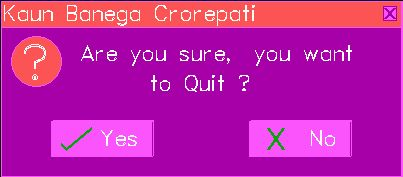 Kaun Banega Crorepati
Are you sure, you want
to Quit ?
Yes
No